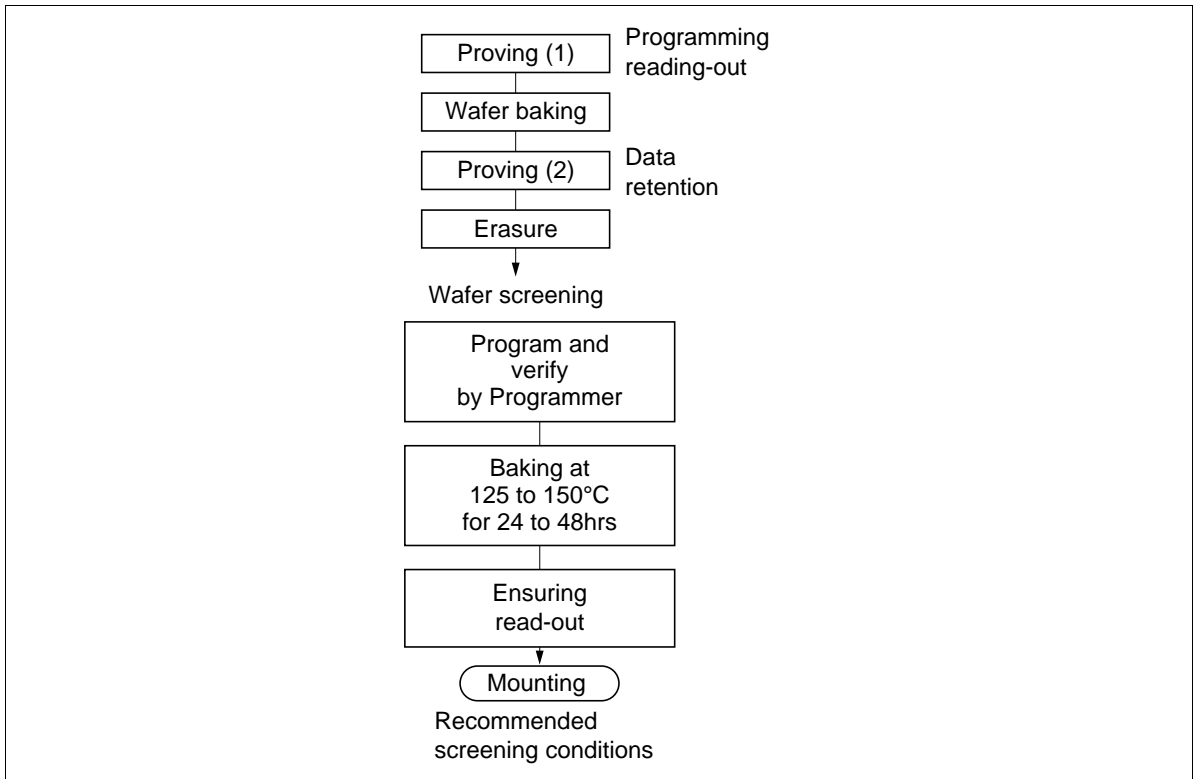 Proving (1)
Programming
reading-out
Wafer baking
Proving (2)
Data
retention
Erasure
Wafer screening
Program and
verify
by Programmer
Baking at
125 to 150°C
for 24 to 48hrs
Ensuring
read-out
Mounting
Recommended
screening conditions